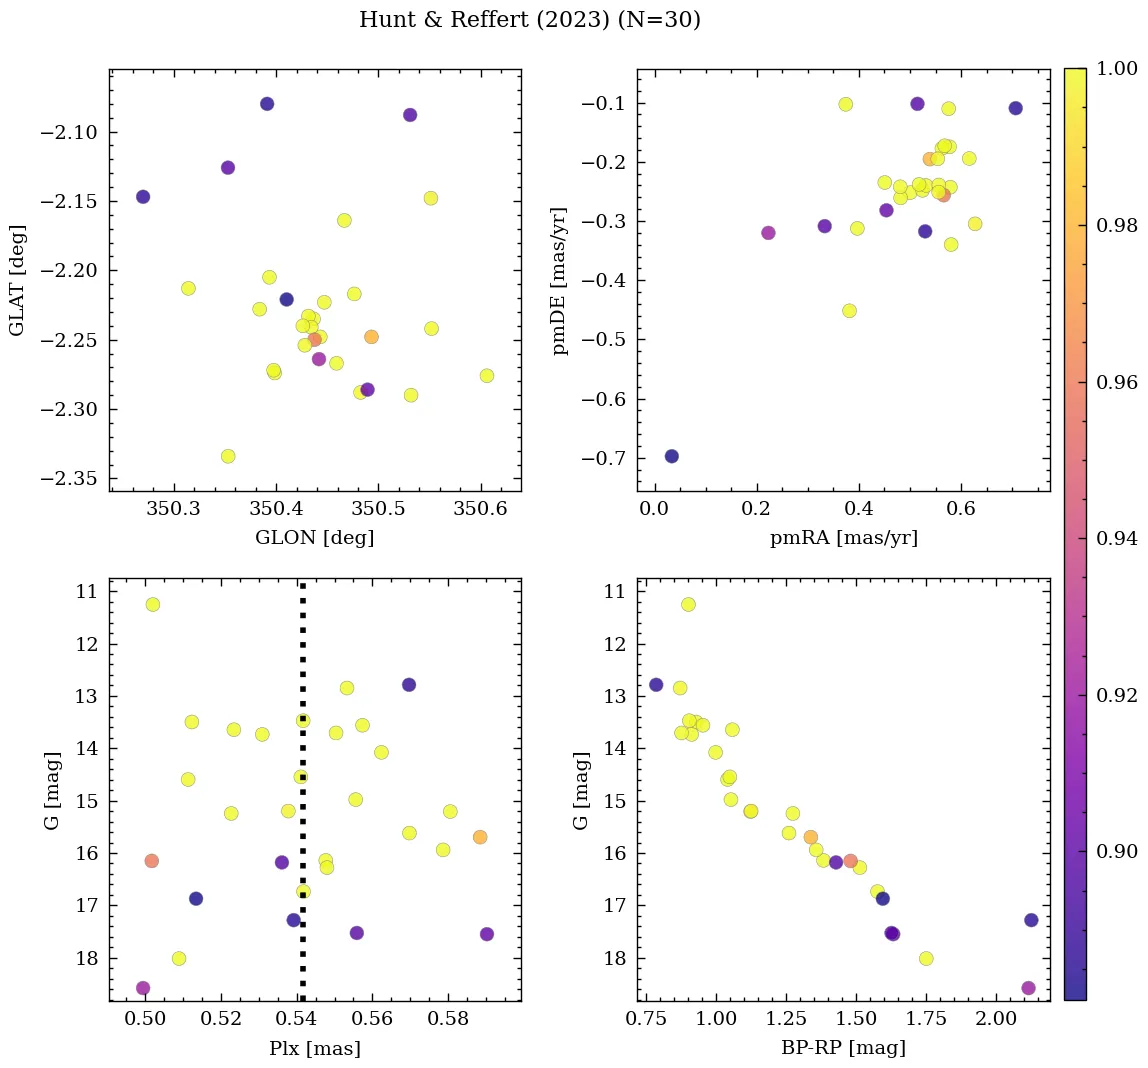 Hunt & Reffert (2023) (N=30)
−2.10
−2.15
−2.20
−2.25
−2.30
−2.35
GLAT [deg]
350.3 350.4 350.5 350.6
GLON [deg]
−0.1
−0.2
−0.3
−0.4
−0.5
−0.6
−0.7
pmDE [mas/yr]
0.0 0.2 0.4 0.6
pmRA [mas/yr]
1.00
0.98
0.96
0.94
0.92
0.90
11
12
13
14
15
16
17
18
G [mag]
0.50 0.52 0.54 0.56 0.58
Plx [mas]
11
12
13
14
15
16
17
18
G [mag]
0.75 1.00 1.25 1.50 1.75 2.00
BP-RP [mag]